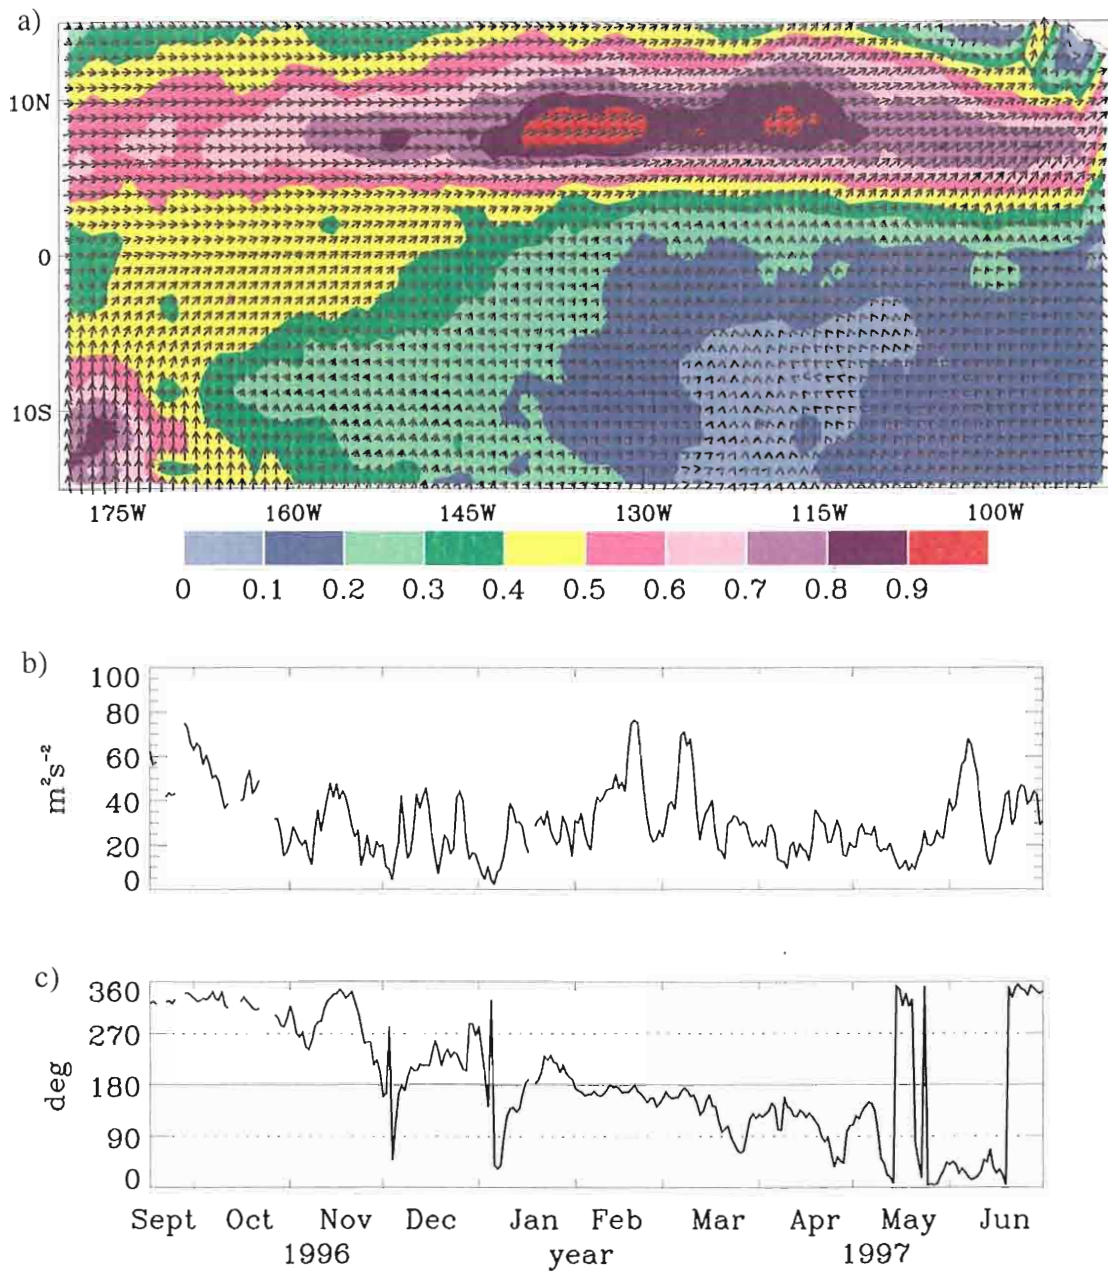 a)
10N
0
10S
175W 160W 145W 130W 115W 100W
0 0.1 0.2 0.3 0.4 0.5 0.6 0.7 0.8 0.9
b)
100
80
60
40
20
0
m²s⁻²
c)
360
270
180
90
0
deg
Sept Oct Nov Dec Jan Feb Mar Apr May Jun
1996 year 1997